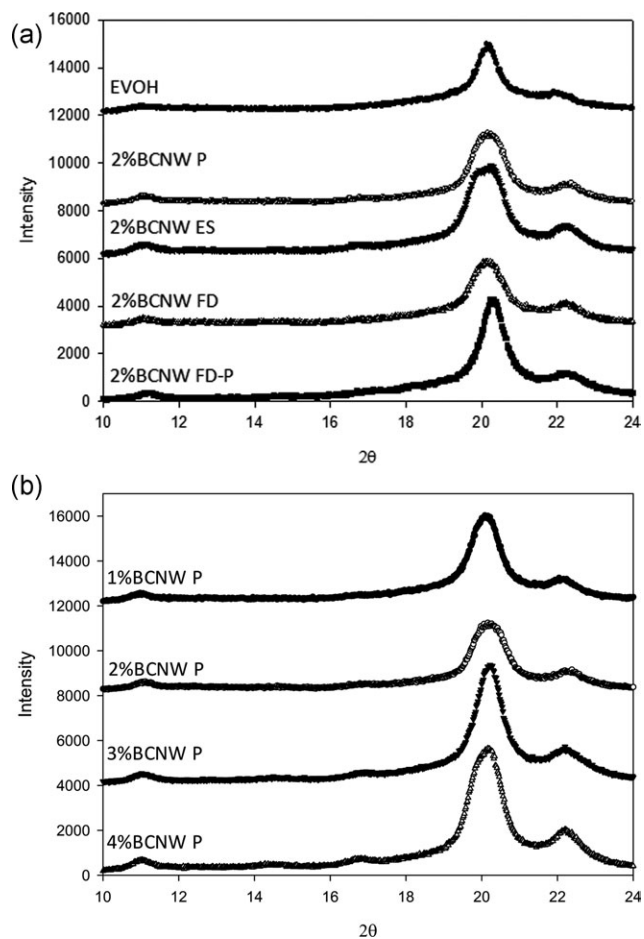 (a)
16000
14000
12000
10000
8000
6000
4000
2000
0
Intensity
EVOH
2%BCNW P
2%BCNW ES
2%BCNW FD
2%BCNW FD-P
10 12 14 16 18 20 22 24
2θ
(b)
16000
14000
12000
10000
8000
6000
4000
2000
0
Intensity
1%BCNW P
2%BCNW P
3%BCNW P
4%BCNW P
10 12 14 16 18 20 22 24
2θ